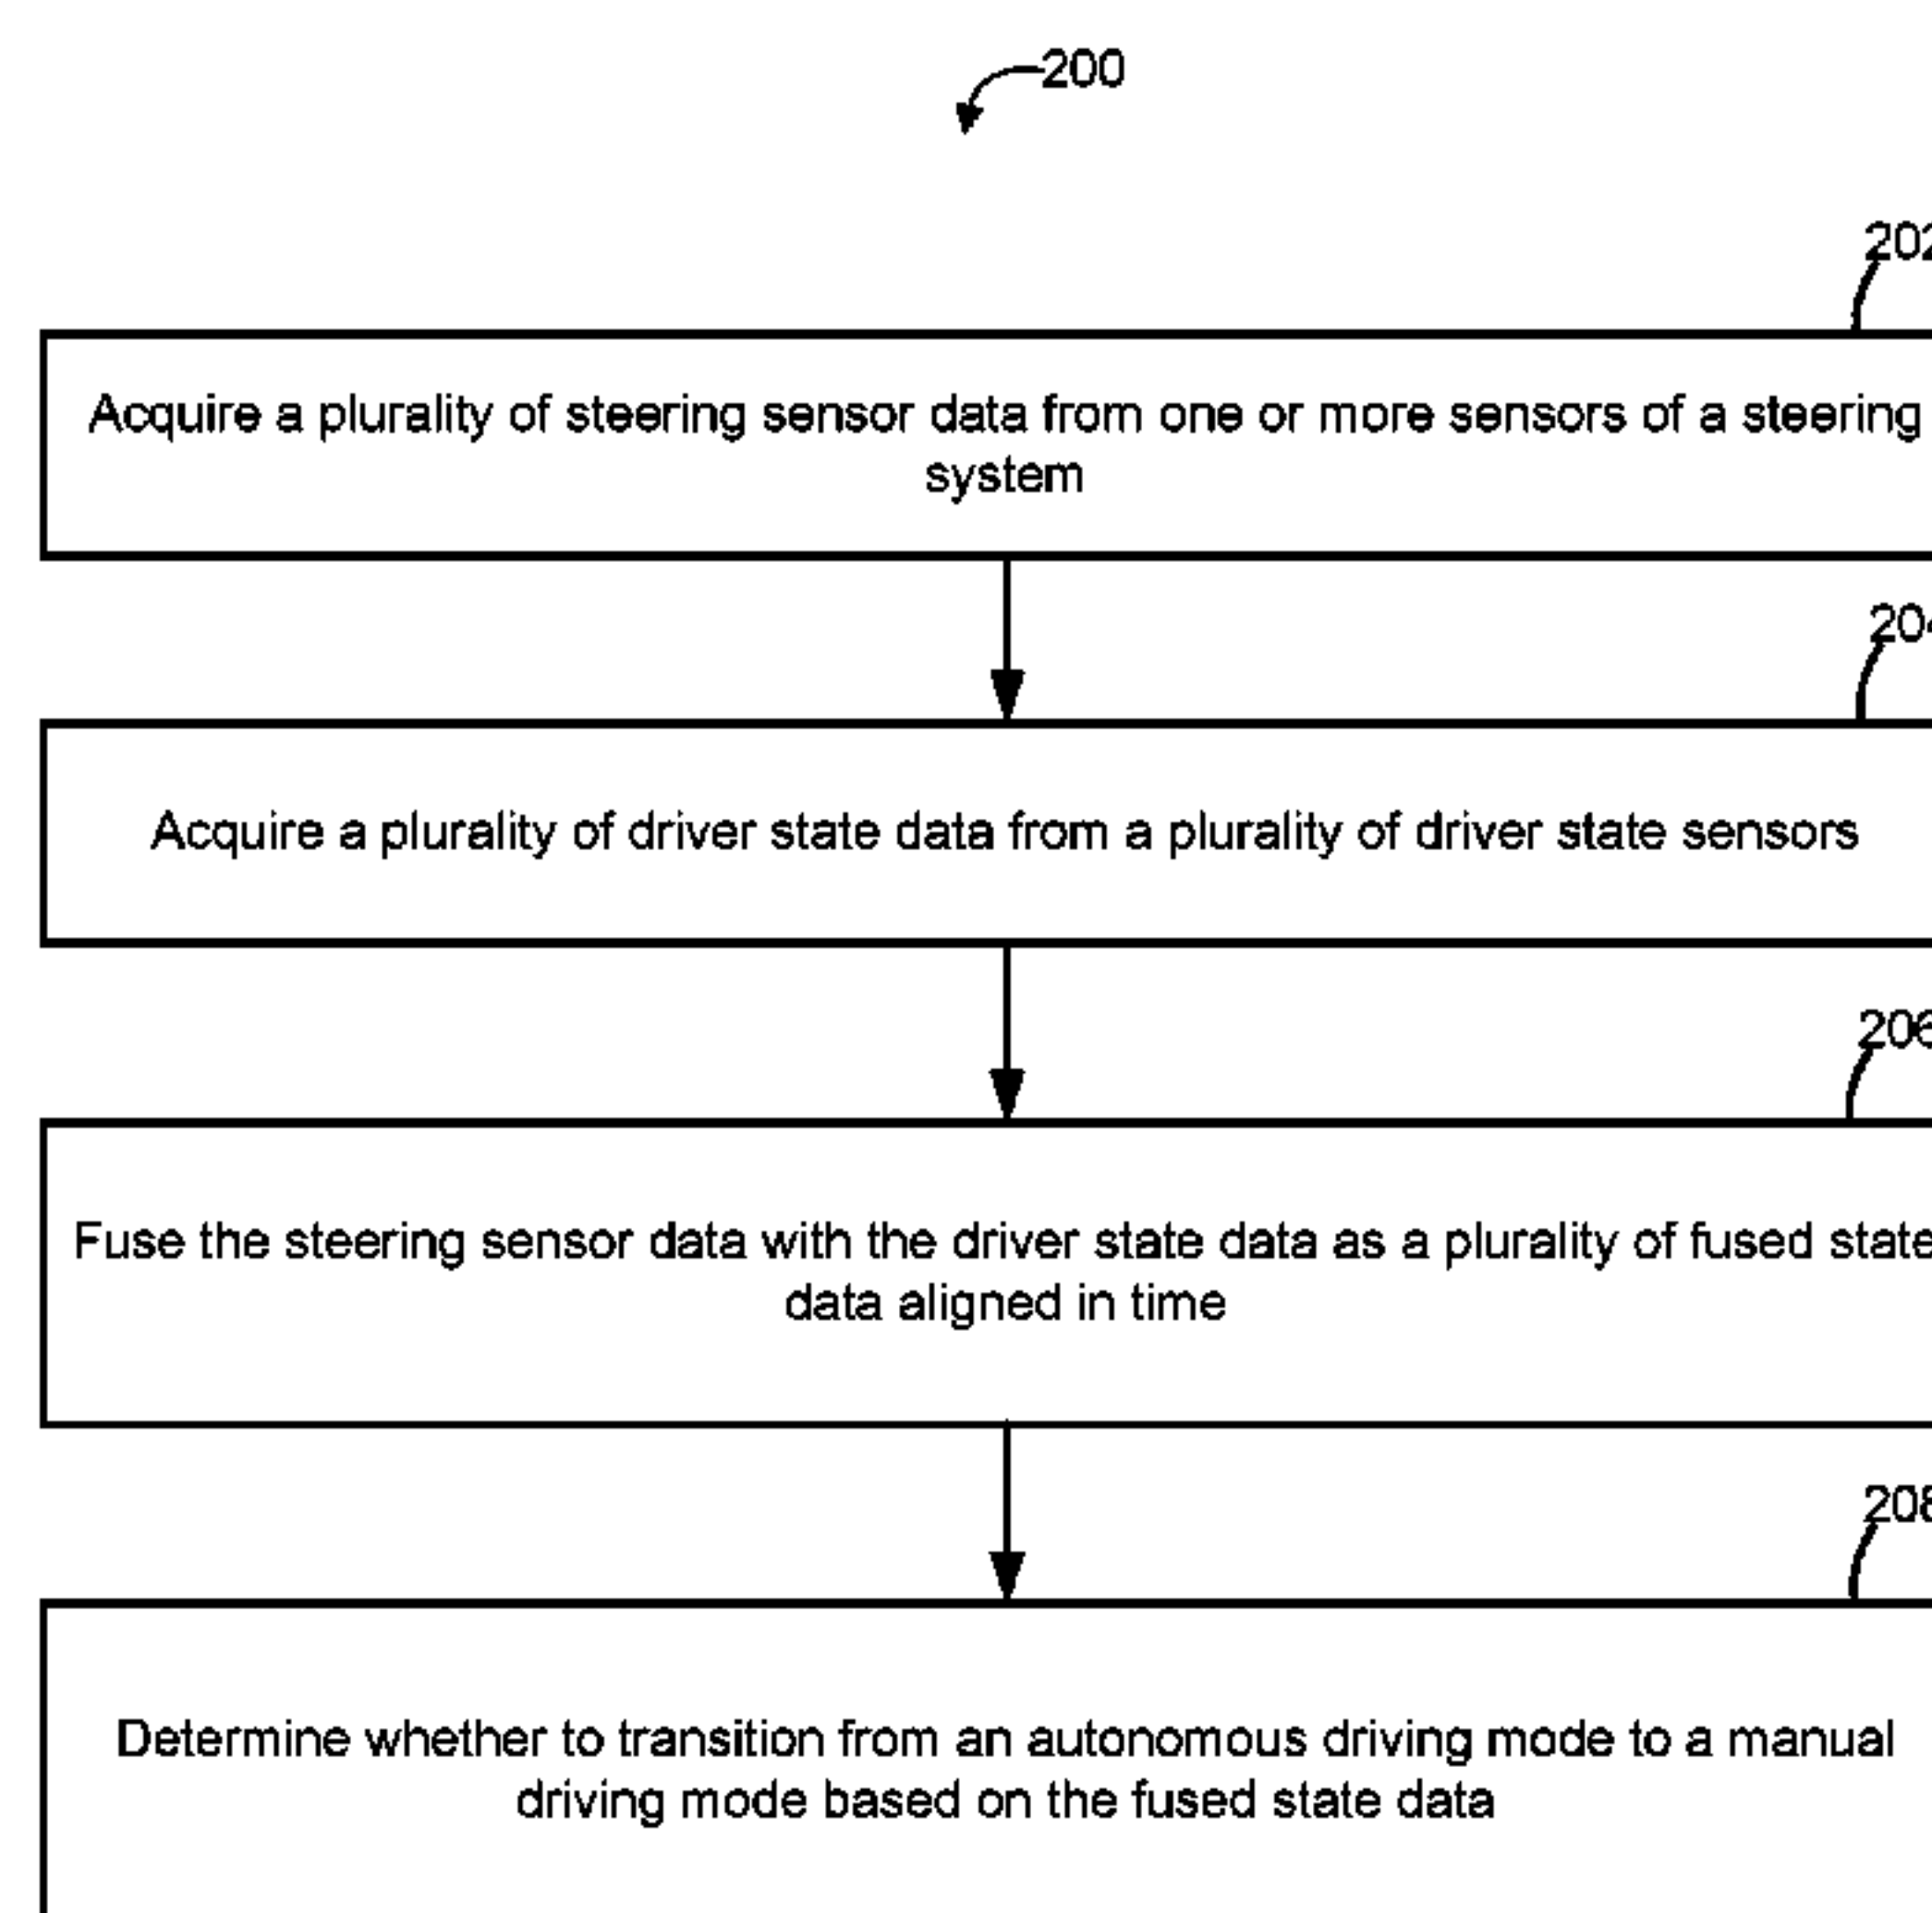 200
202
Acquire a plurality of steering sensor data from one or more sensors of a steering
system
204
Acquire a plurality of driver state data from a plurality of driver state sensors
206
Fuse the steering sensor data with the driver state data as a plurality of fused state
data aligned in time
208
Determine whether to transition from an autonomous driving mode to a manual
driving mode based on the fused state data